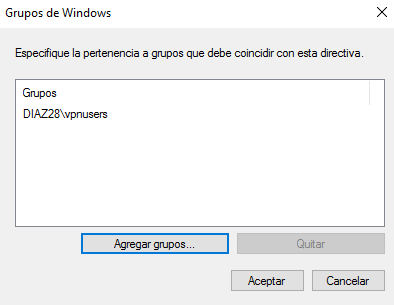 Grupos de Windows
Especifique la pertenencia a grupos que debe coincidir con esta directiva.
Grupos
DIAZ28\vpnusers
Agregar grupos...
Quitar
Aceptar
Cancelar